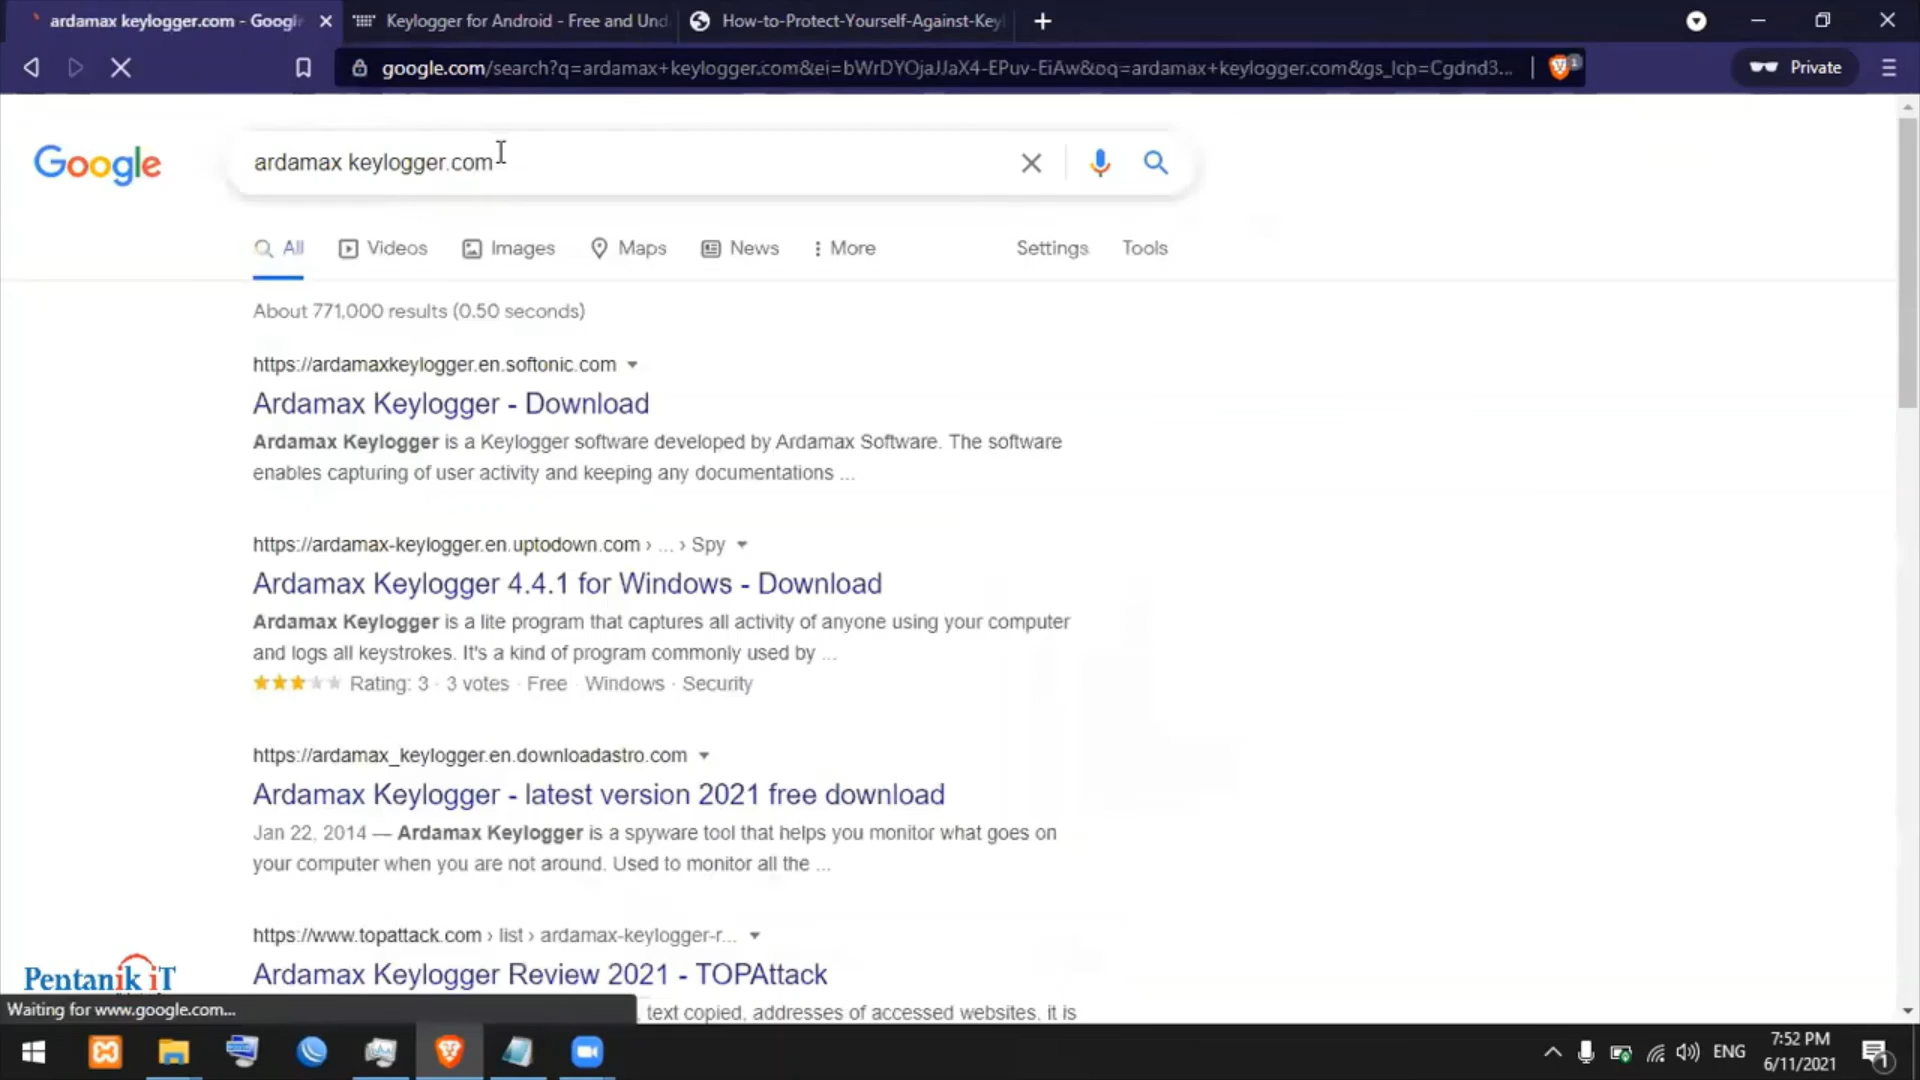 ardamax keylogger.com - Googl
Keylogger for Android - Free and Und
How-to-Protect-Yourself-Against-Key
google.com/search?q=ardamax+keylogger.com&ei=bWrDYOjaJJaX4-EPuv-EiAw&oq=ardamax+keylogger.com&gs_lcp=Cgdnd3...
1
Private
Google
ardamax keylogger.com
All
Videos
Images
Maps
News
More
Settings
Tools
About 771,000 results (0.50 seconds)
https://ardamaxkeylogger.en.softonic.com
Ardamax Keylogger - Download
Ardamax Keylogger is a Keylogger software developed by Ardamax Software. The software
enables capturing of user activity and keeping any documentations ...
https://ardamax-keylogger.en.uptodown.com › ... › Spy
Ardamax Keylogger 4.4.1 for Windows - Download
Ardamax Keylogger is a lite program that captures all activity of anyone using your computer
and logs all keystrokes. It's a kind of program commonly used by ...
Rating: 3 · 3 votes · Free · Windows · Security
https://ardamax_keylogger.en.downloadastro.com
Ardamax Keylogger - latest version 2021 free download
Jan 22, 2014 — Ardamax Keylogger is a spyware tool that helps you monitor what goes on
your computer when you are not around. Used to monitor all the ...
https://www.topattack.com › list › ardamax-keylogger-r...
Ardamax Keylogger Review 2021 - TOPAttack
Pentanik iT
Waiting for www.google.com...
, text copied, addresses of accessed websites, it is
ENG
7:52 PM
6/11/2021
1